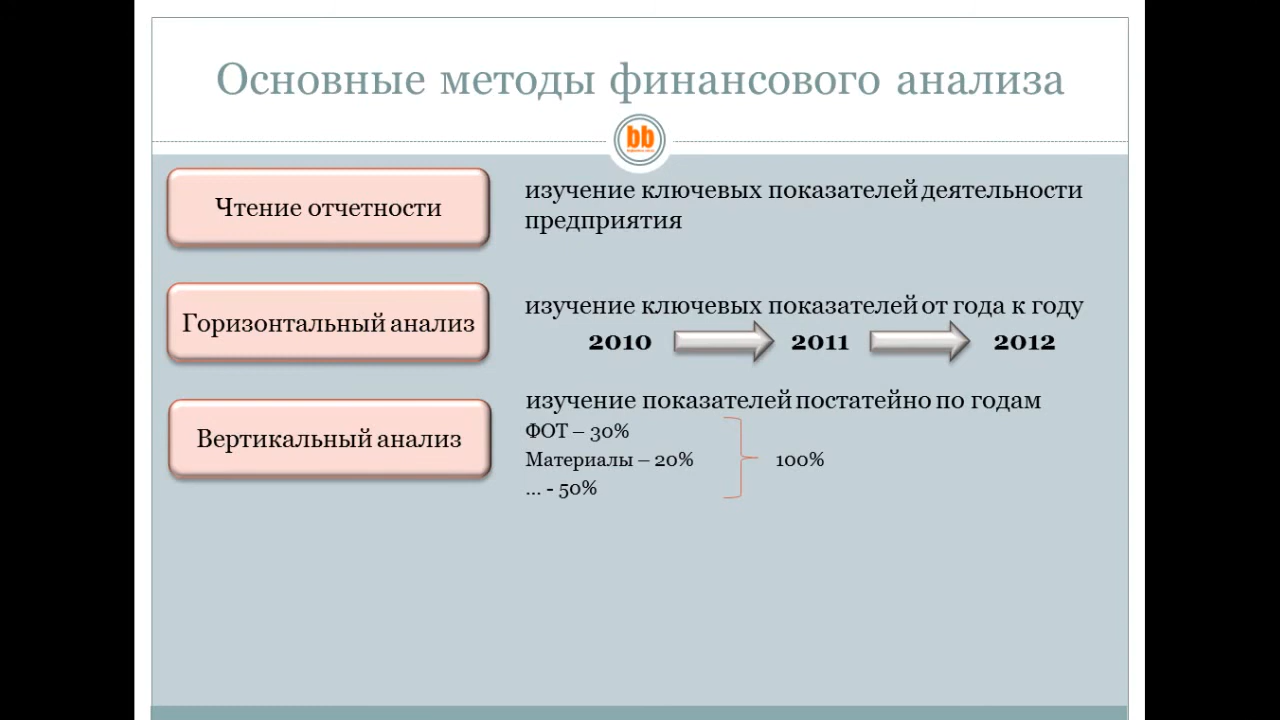 Основные методы финансового анализа
bb
Чтение отчетности
изучение ключевых показателей деятельности
предприятия
Горизонтальный анализ
изучение ключевых показателей от года к году
2010 2011 2012
Вертикальный анализ
изучение показателей постатейно по годам
ФОТ – 30%
Материалы – 20%
100%
... - 50%